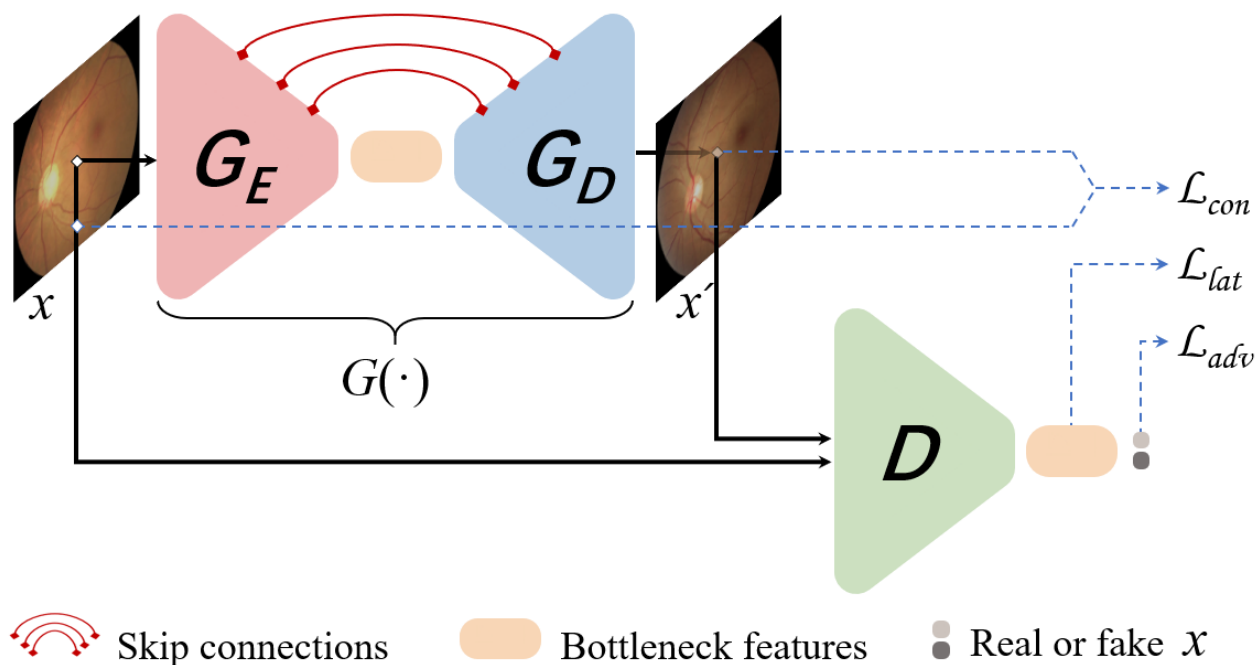 G_E
G_D
x
x′
G(·)
ℒ_con
ℒ_lat
ℒ_adv
D
Skip connections
Bottleneck features
Real or fake x